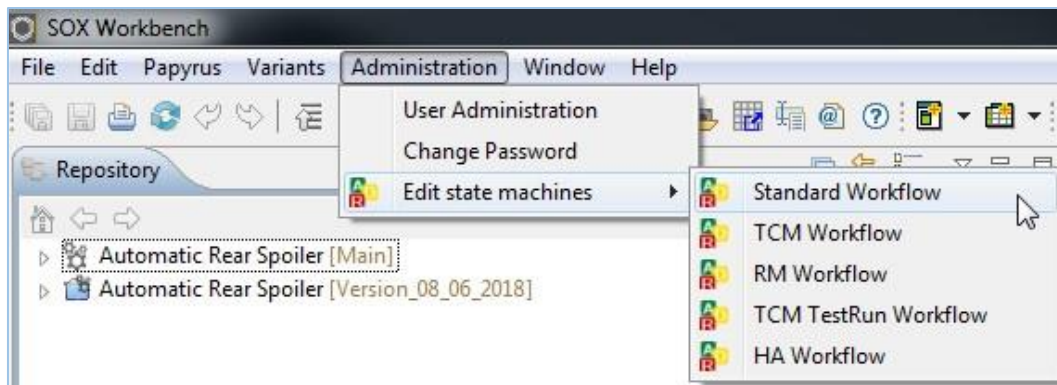 SOX Workbench
File Edit Papyrus Variants Administration Window Help
User Administration
Change Password
Edit state machines
Repository
Standard Workflow
TCM Workflow
RM Workflow
TCM TestRun Workflow
HA Workflow
Automatic Rear Spoiler [Main]
Automatic Rear Spoiler [Version_08_06_2018]